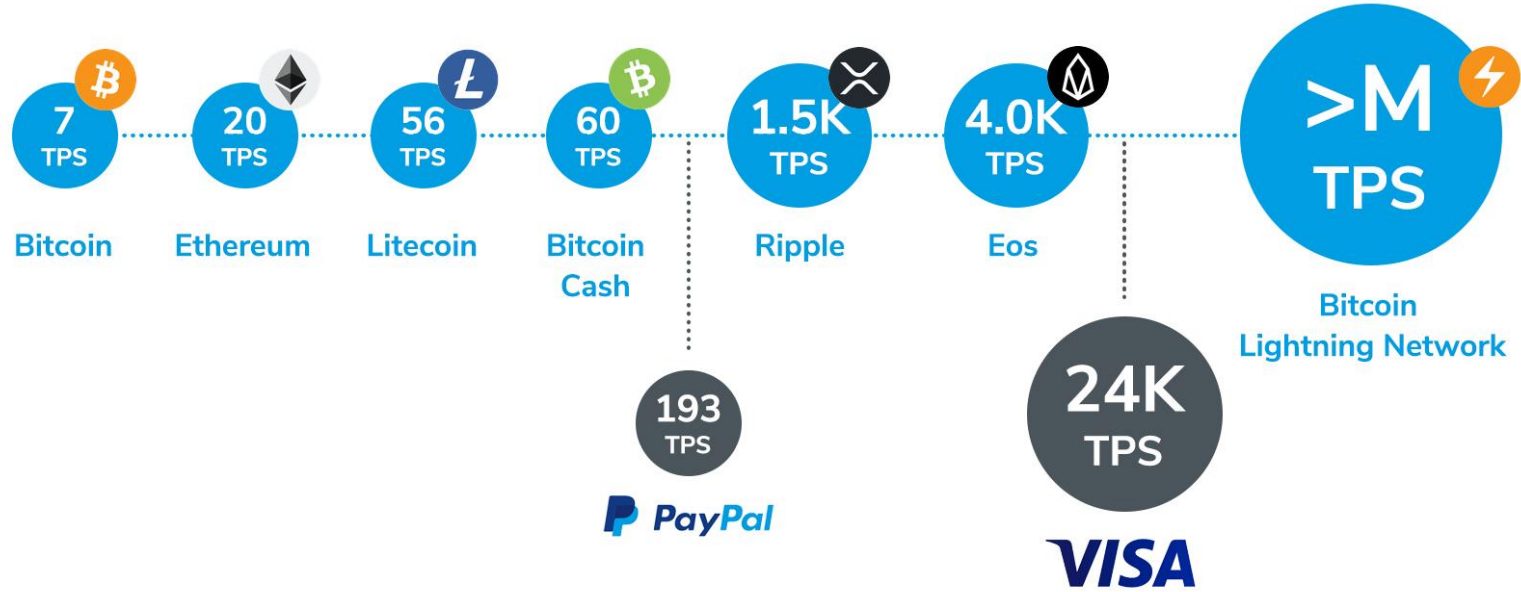 7
TPS
Bitcoin
20
TPS
Ethereum
56
TPS
Litecoin
60
TPS
Bitcoin
Cash
193
TPS
PayPal
1.5K
TPS
Ripple
4.0K
TPS
Eos
24K
TPS
VISA
>M
TPS
Bitcoin
Lightning Network